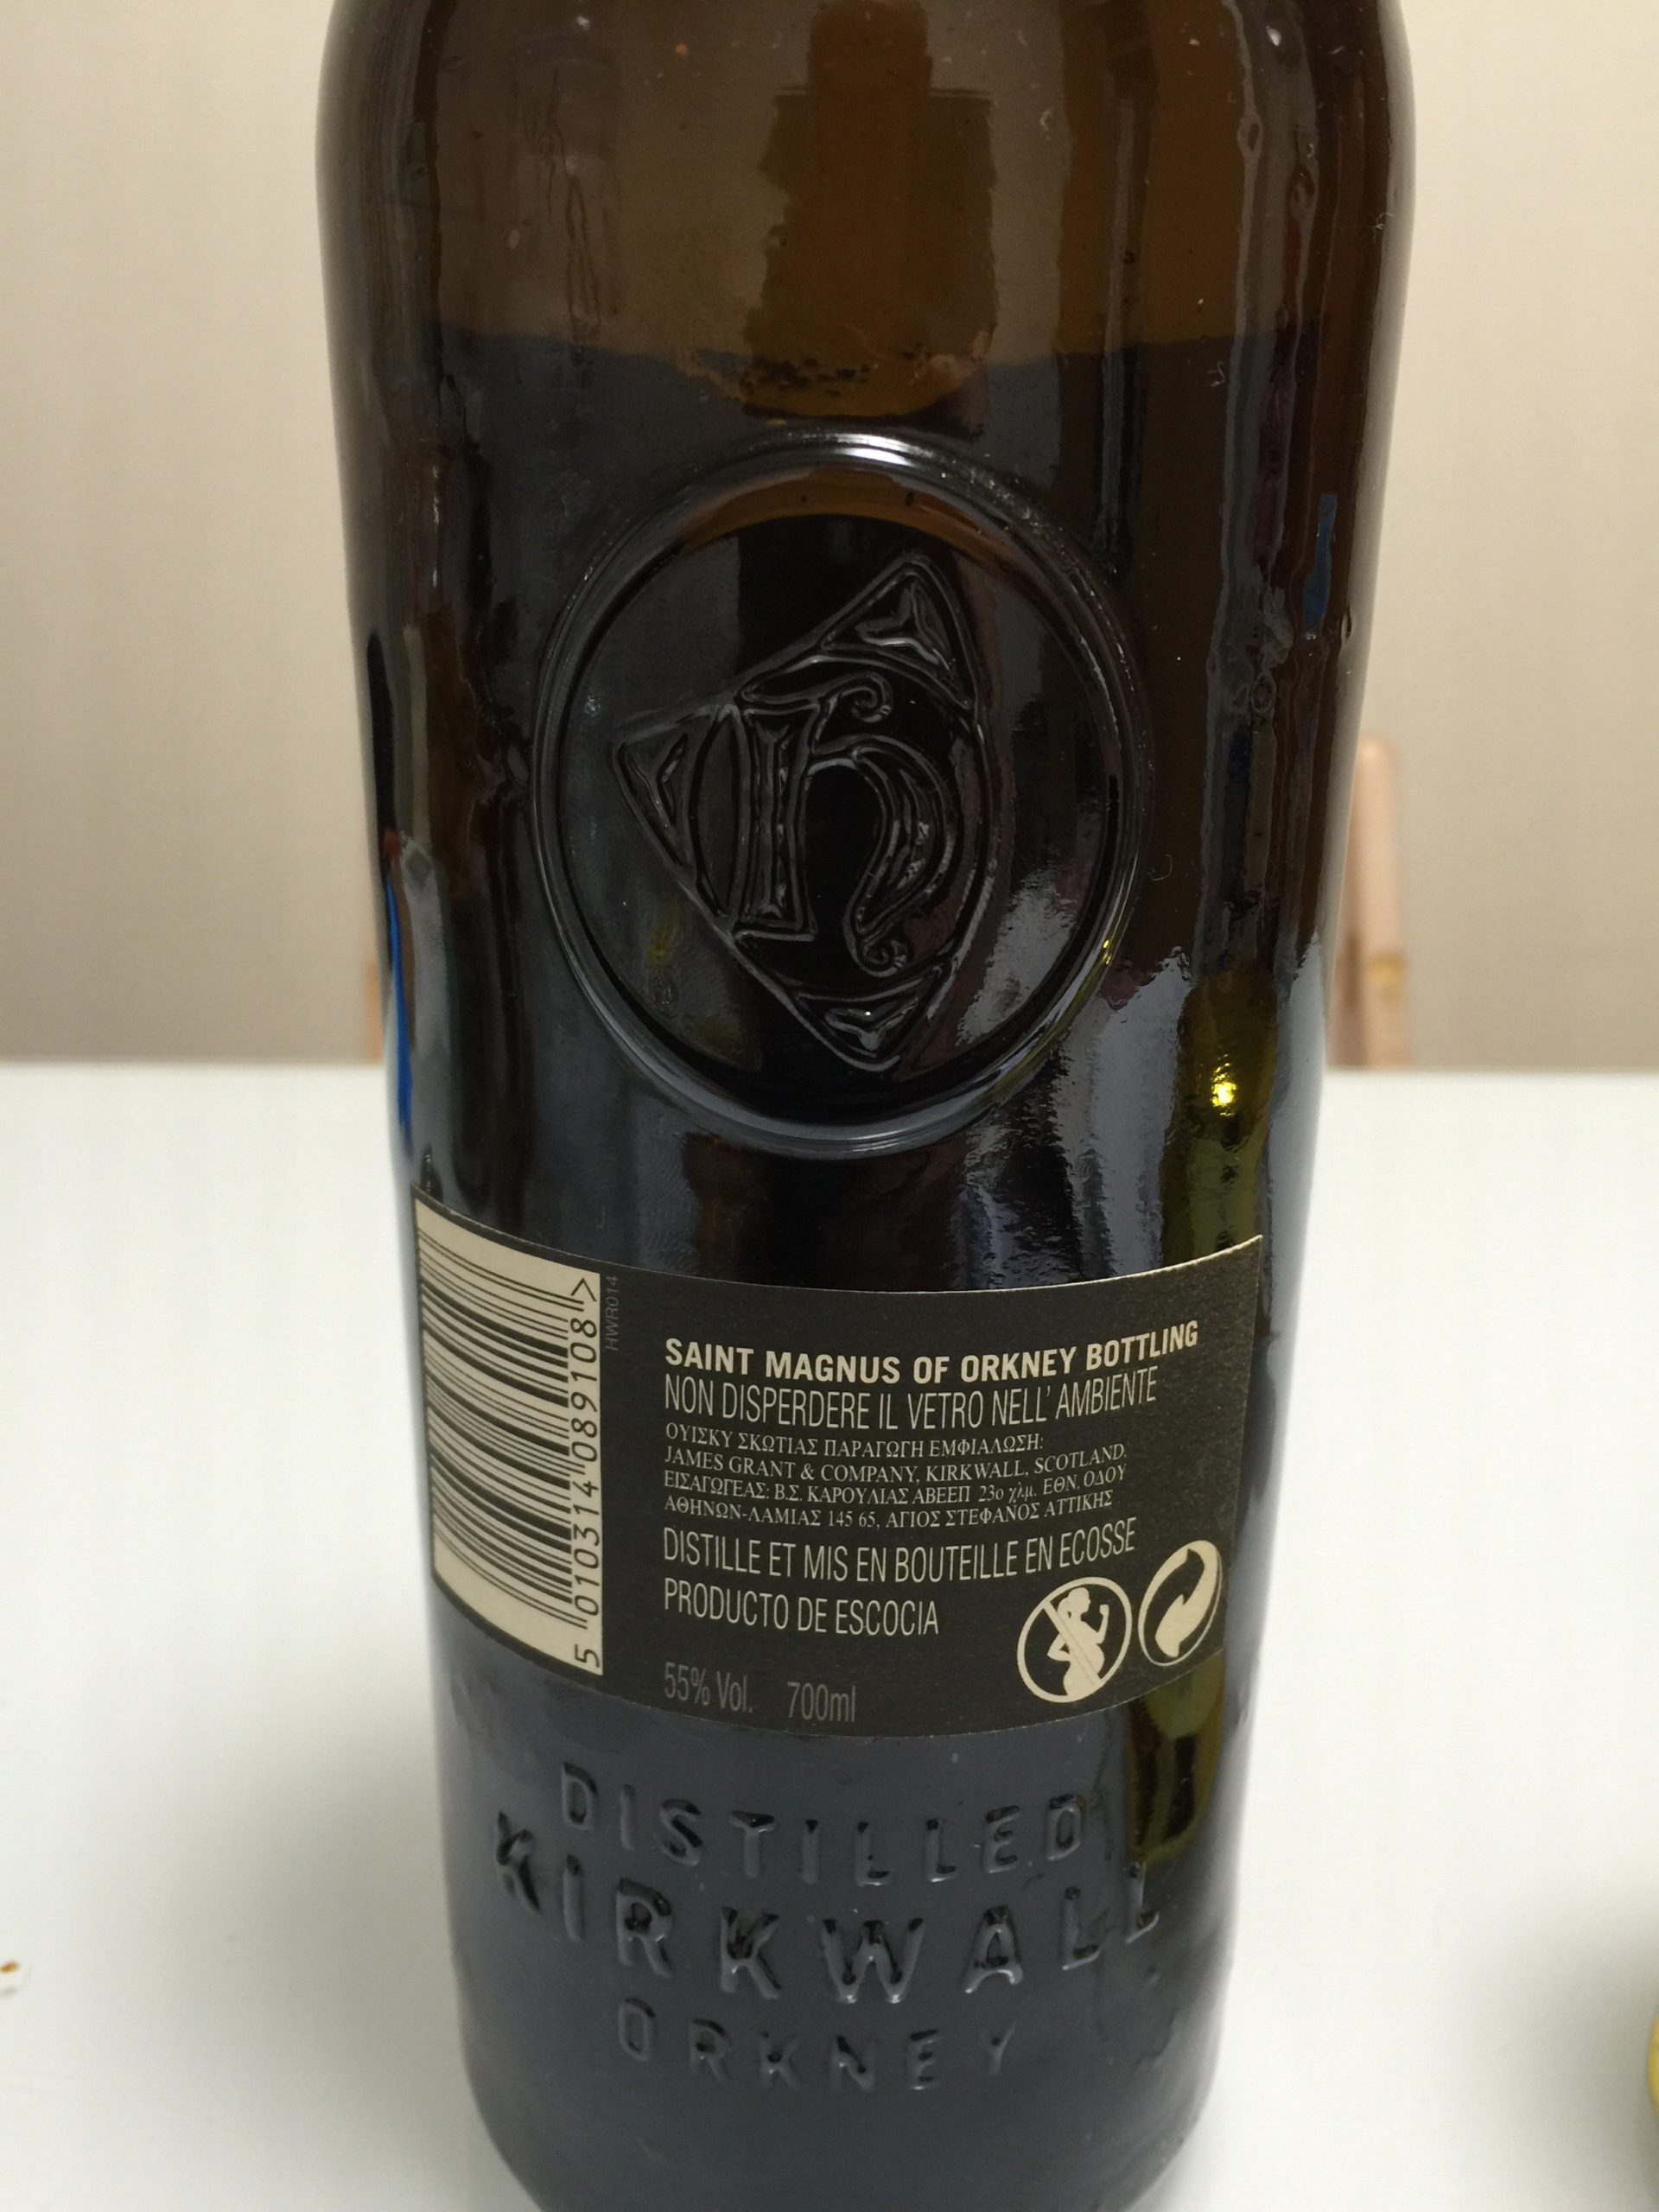 h
5 010314 089108 >
HWR014
SAINT MAGNUS OF ORKNEY BOTTLING
NON DISPERDERE IL VETRO NELL' AMBIENTE
ΟΥΙΣΚΥ ΣΚΩΤΙΑΣ ΠΑΡΑΓΩΓΗ ΕΜΦΙΑΛΩΣΗ:
JAMES GRANT & COMPANY, KIRKWALL, SCOTLAND.
ΕΙΣΑΓΩΓΕΑΣ: Β.Σ. ΚΑΡΟΥΛΙΑΣ ΑΒΕΕΠ 23ο χλμ. ΕΘΝ. ΟΔΟΥ
ΑΘΗΝΩΝ-ΛΑΜΙΑΣ 145 65, ΑΓΙΟΣ ΣΤΕΦΑΝΟΣ ΑΤΤΙΚΗΣ
DISTILLE ET MIS EN BOUTEILLE EN ECOSSE
PRODUCTO DE ESCOCIA
55% Vol. 700ml
DISTILLED
KIRKWALL
ORKNEY